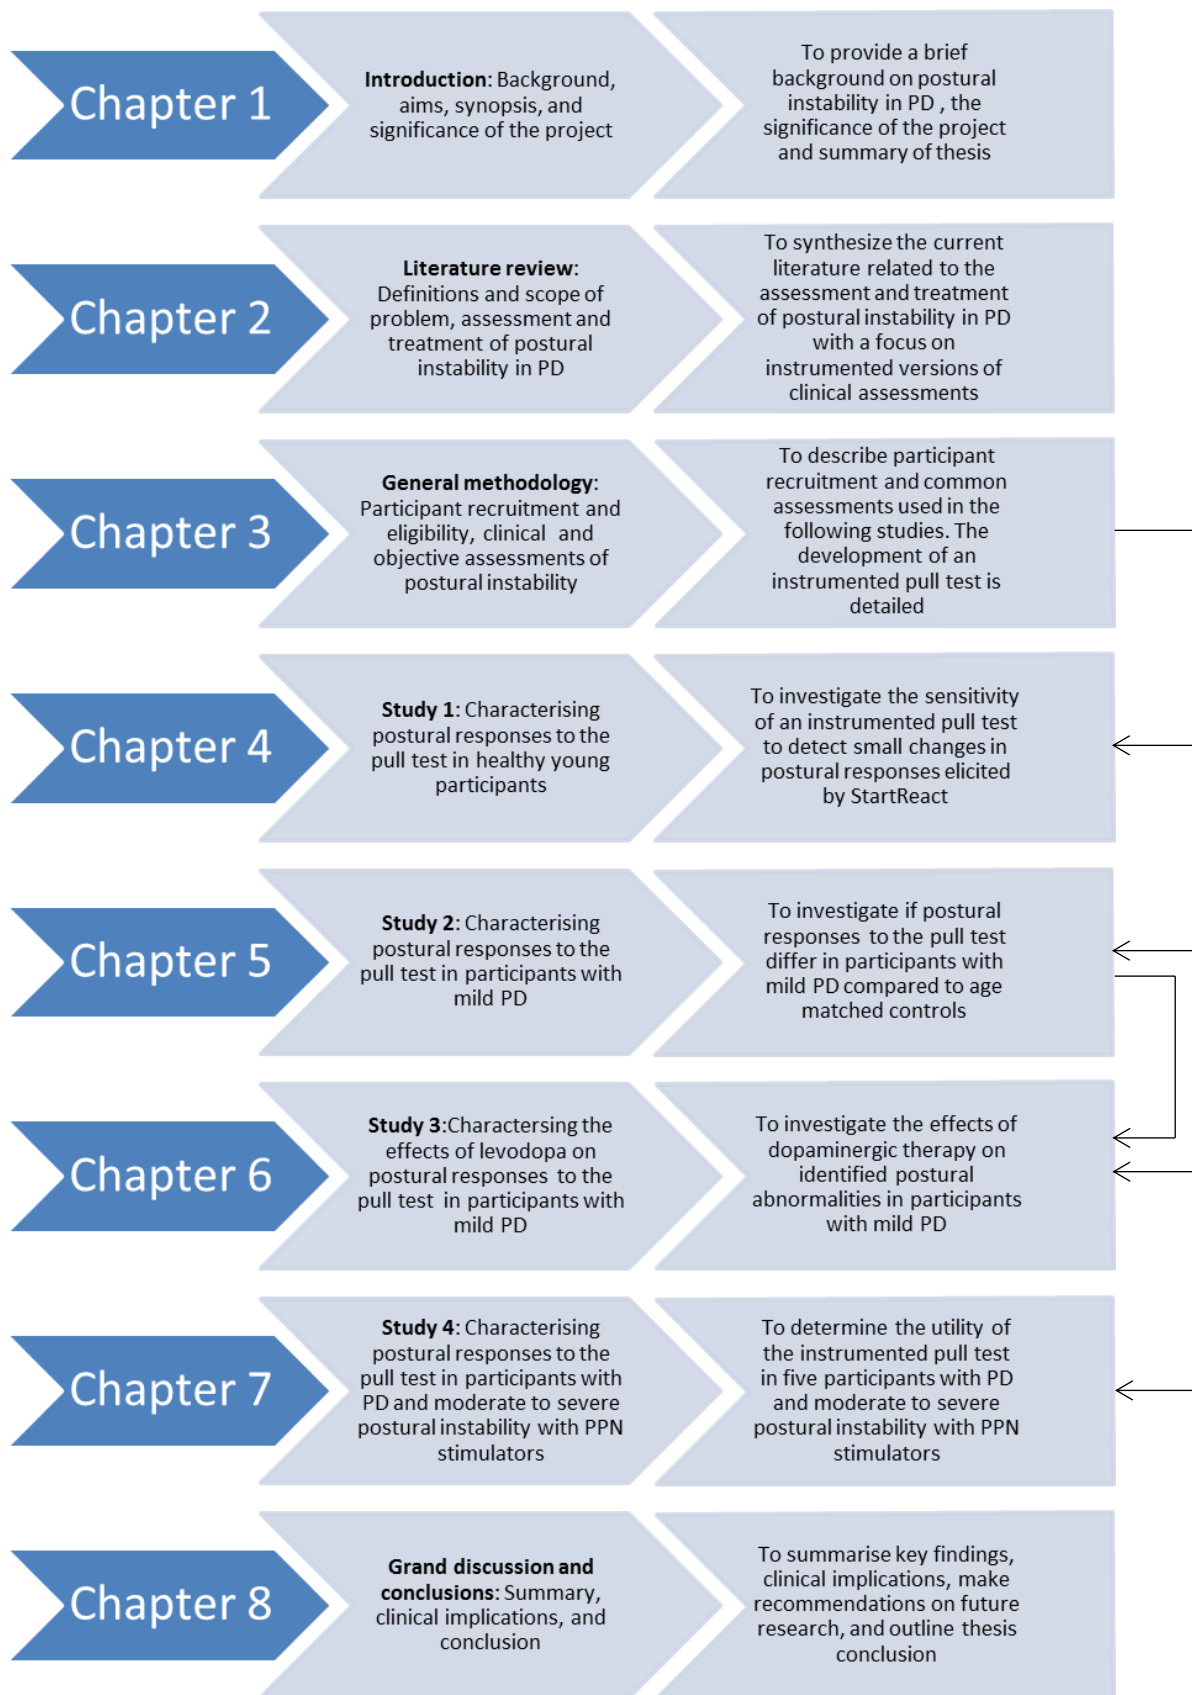 Chapter 1
Introduction: Background,
aims, synopsis, and
significance of the project
To provide a brief
background on postural
instability in PD , the
significance of the project
and summary of thesis
Chapter 2
Literature review:
Definitions and scope of
problem, assessment and
treatment of postural
instability in PD
To synthesize the current
literature related to the
assessment and treatment
of postural instability in PD
with a focus on
instrumented versions of
clinical assessments
Chapter 3
General methodology:
Participant recruitment and
eligibility, clinical and
objective assessments of
postural instability
To describe participant
recruitment and common
assessments used in the
following studies. The
development of an
instrumented pull test is
detailed
Chapter 4
Study 1: Characterising
postural responses to the
pull test in healthy young
participants
To investigate the sensitivity
of an instrumented pull test
to detect small changes in
postural responses elicited
by StartReact
Chapter 5
Study 2: Characterising
postural responses to the
pull test in participants with
mild PD
To investigate if postural
responses to the pull test
differ in participants with
mild PD compared to age
matched controls
Chapter 6
Study 3:Charactersing the
effects of levodopa on
postural responses to the
pull test in participants with
mild PD
To investigate the effects of
dopaminergic therapy on
identified postural
abnormalities in participants
with mild PD
Chapter 7
Study 4: Characterising
postural responses to the
pull test in participants with
PD and moderate to severe
postural instability with PPN
stimulators
To determine the utility of
the instrumented pull test
in five participants with PD
and moderate to severe
postural instability with PPN
stimulators
Chapter 8
Grand discussion and
conclusions: Summary,
clinical implications, and
conclusion
To summarise key findings,
clinical implications, make
recommendations on future
research, and outline thesis
conclusion